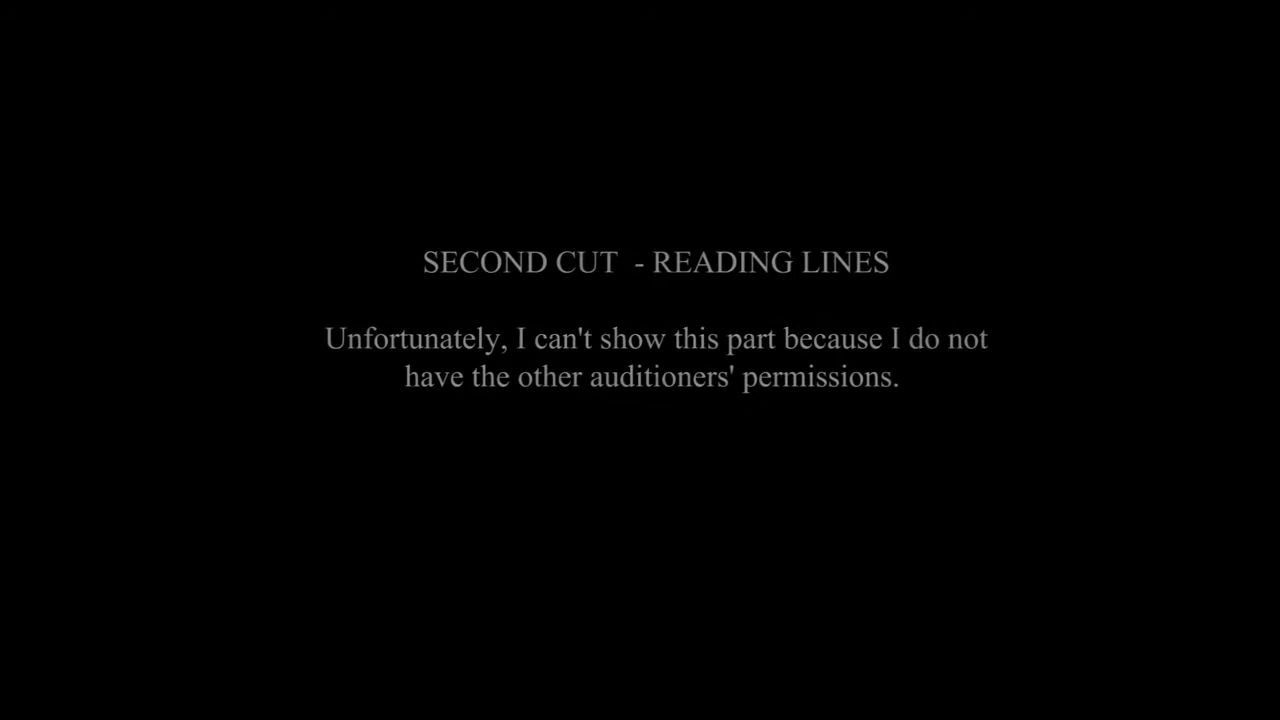 SECOND CUT  - READING LINES
Unfortunately, I can't show this part because I do not
have the other auditioners' permissions.